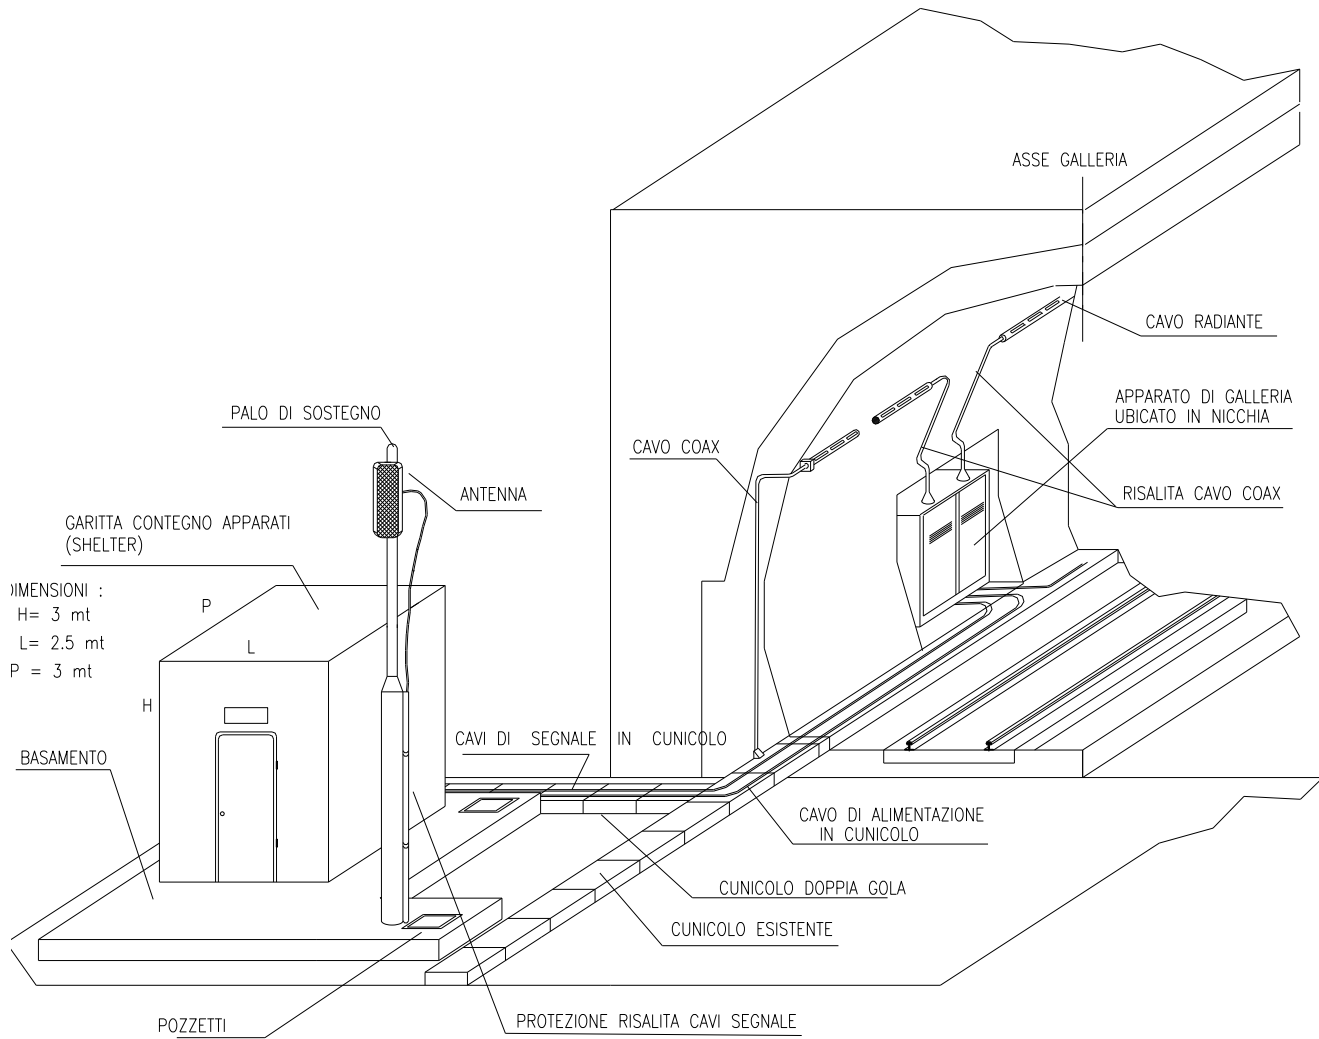 ASSE GALLERIA
CAVO RADIANTE
PALO DI SOSTEGNO
APPARATO DI GALLERIA
UBICATO IN NICCHIA
CAVO COAX
ANTENNA
RISALITA CAVO COAX
GARITTA CONTEGNO APPARATI
(SHELTER)
DIMENSIONI :
H= 3 mt
L= 2.5 mt
P = 3 mt
P
L
H
CAVI DI SEGNALE IN CUNICOLO
BASAMENTO
CAVO DI ALIMENTAZIONE
IN CUNICOLO
CUNICOLO DOPPIA GOLA
CUNICOLO ESISTENTE
POZZETTI
PROTEZIONE RISALITA CAVI SEGNALE